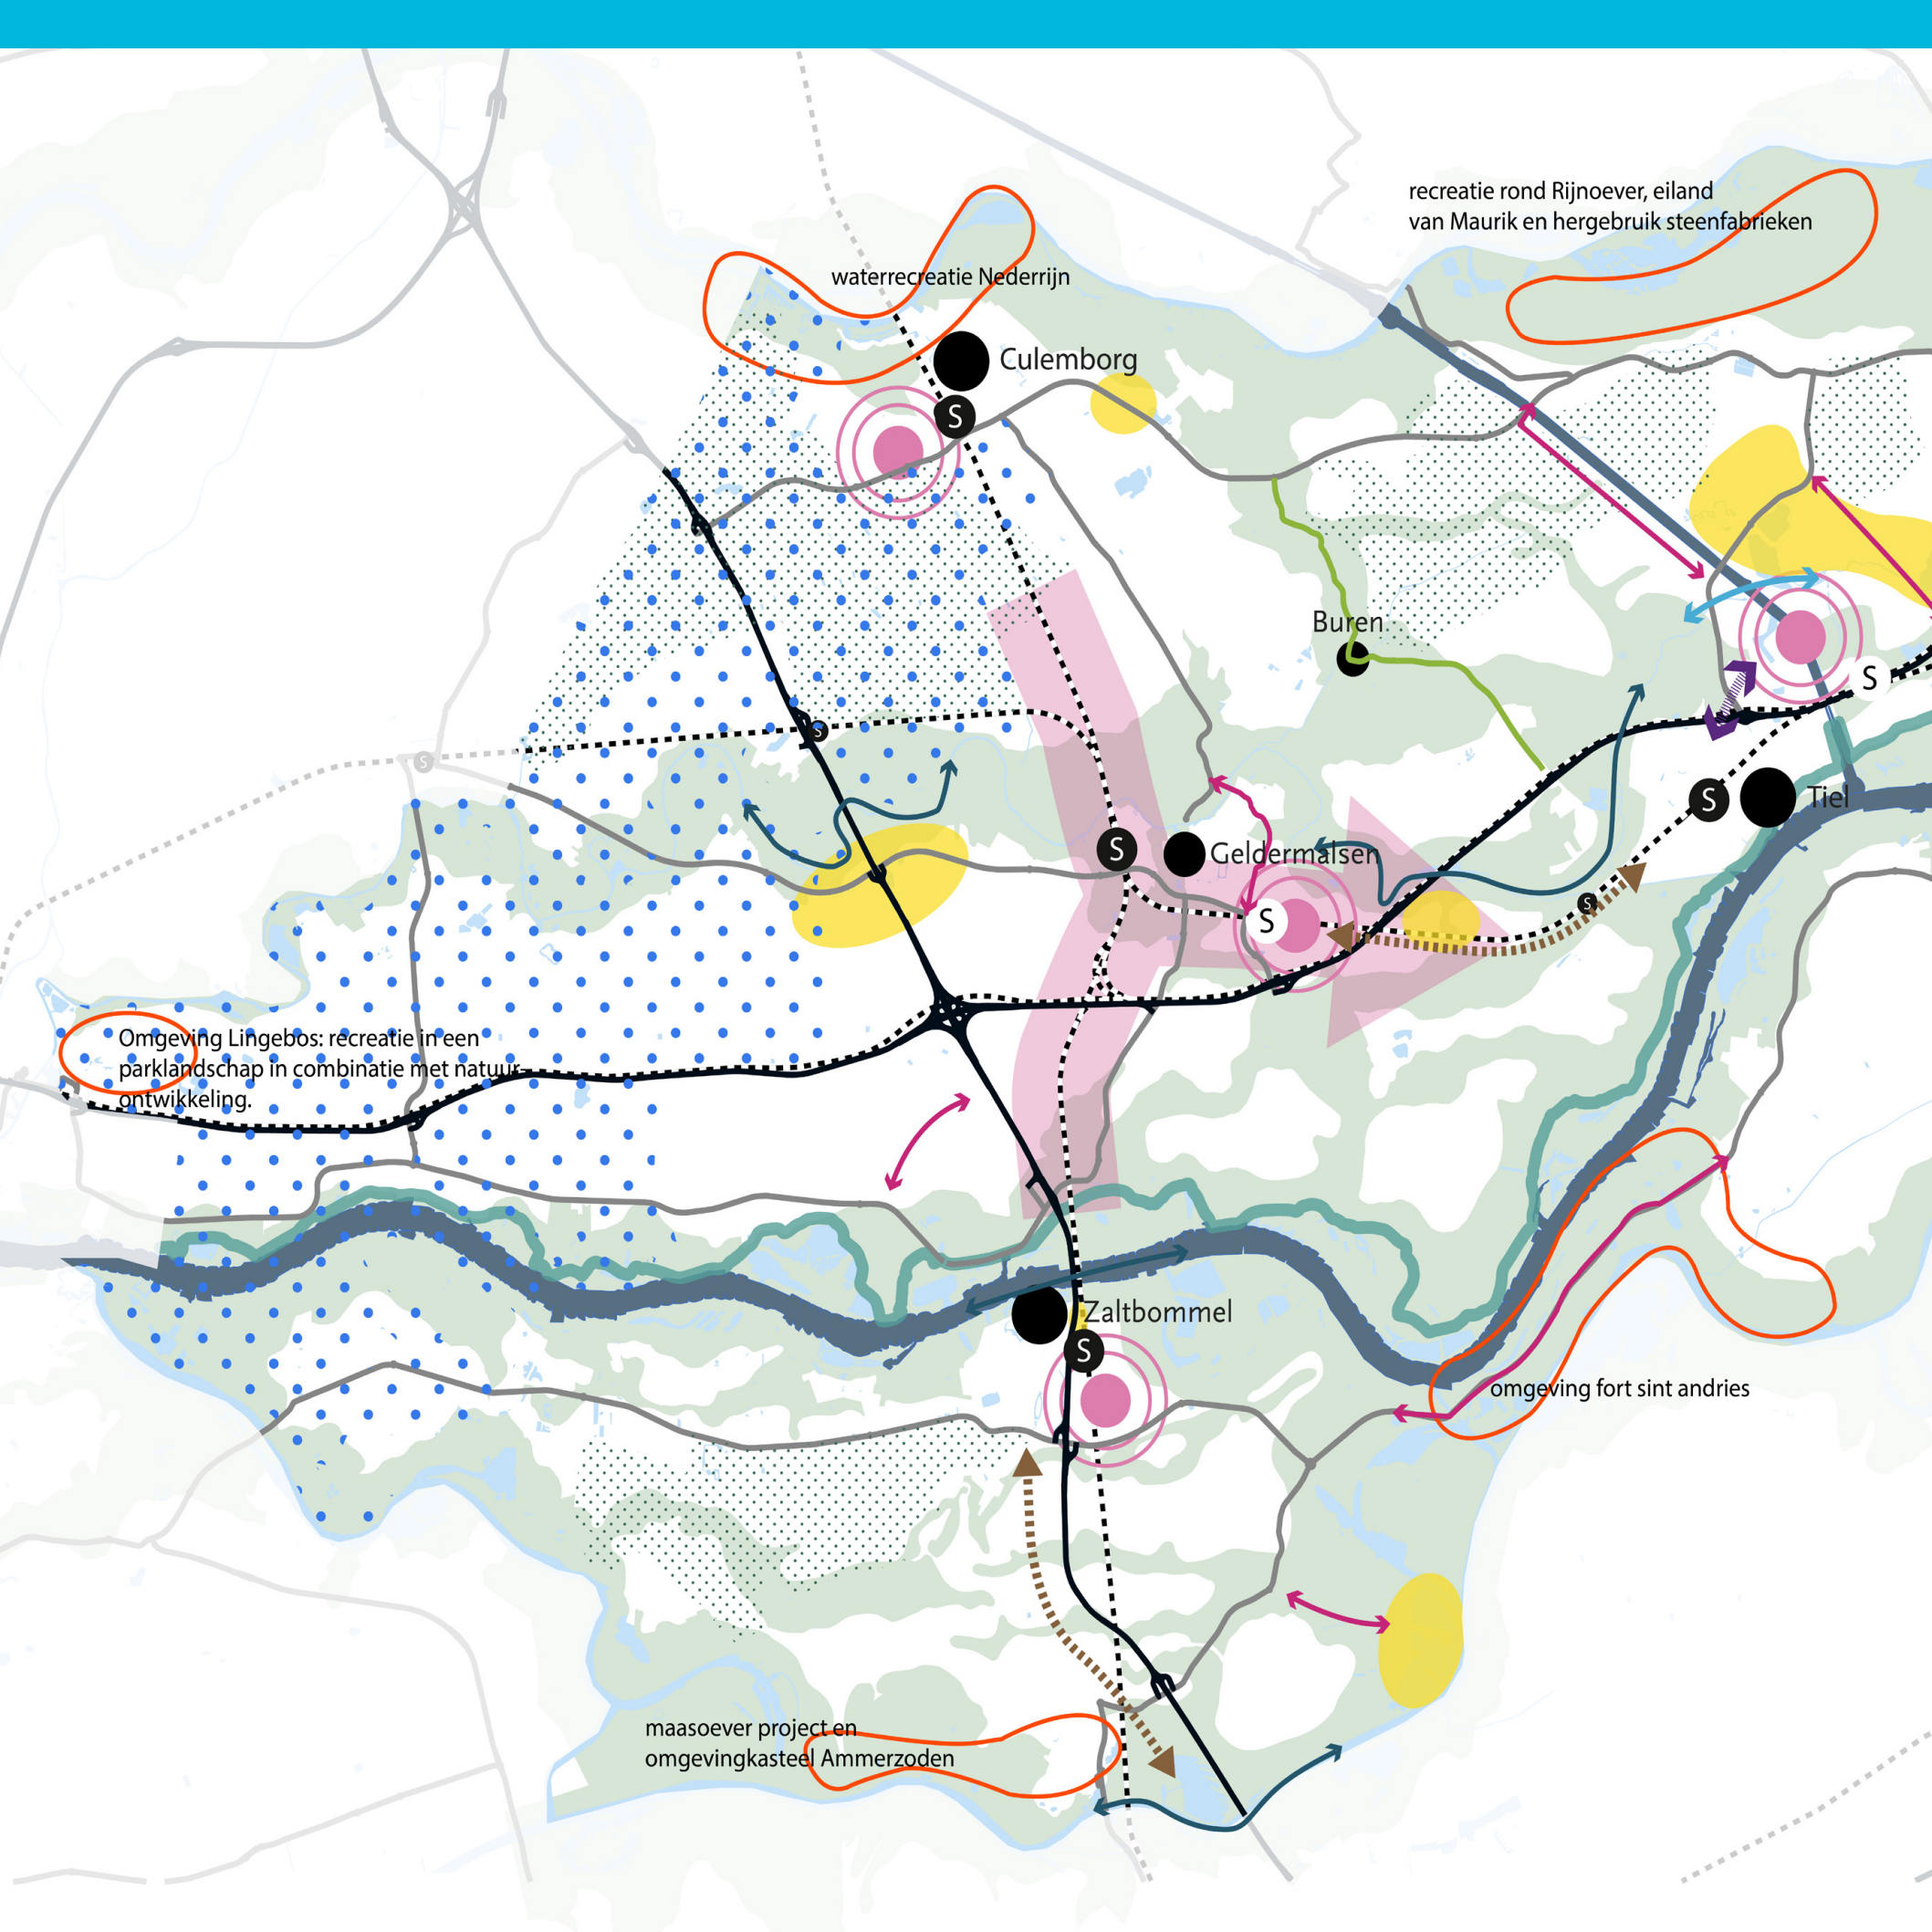 recreatie rond Rijnoever, eiland
van Maurik en hergebruik steenfabrieken
waterrecreatie Nederrijn
Culemborg
S
Buren
S
S
S
Tiel
S
S
Geldermalsen
S
S
S
Omgeving Lingebos: recreatie in een
parklandschap in combinatie met natuur-
ontwikkeling.
Zaltbommel
S
omgeving fort sint andries
maasoever project en
omgevingkasteel Ammerzoden